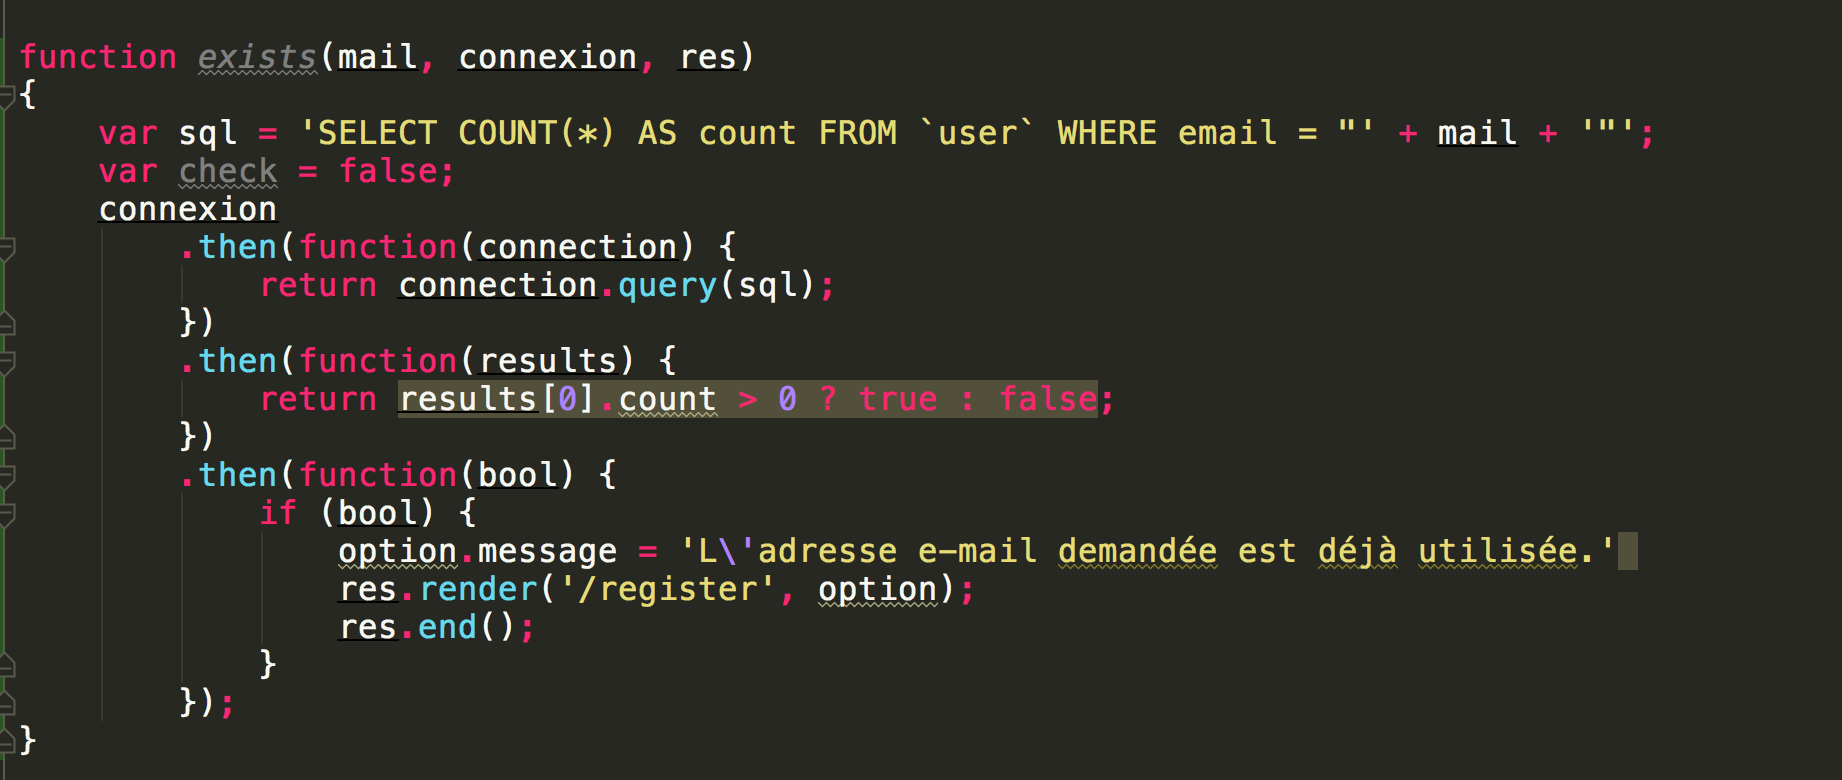 function exists(mail, connexion, res)
{
    var sql = 'SELECT COUNT(*) AS count FROM `user` WHERE email = "' + mail + '"';
    var check = false;
    connexion
        .then(function(connection) {
            return connection.query(sql);
        })
        .then(function(results) {
            return results[0].count > 0 ? true : false;
        })
        .then(function(bool) {
            if (bool) {
                option.message = 'L\'adresse e-mail demandée est déjà utilisée.'
                res.render('/register', option);
                res.end();
            }
        });
}